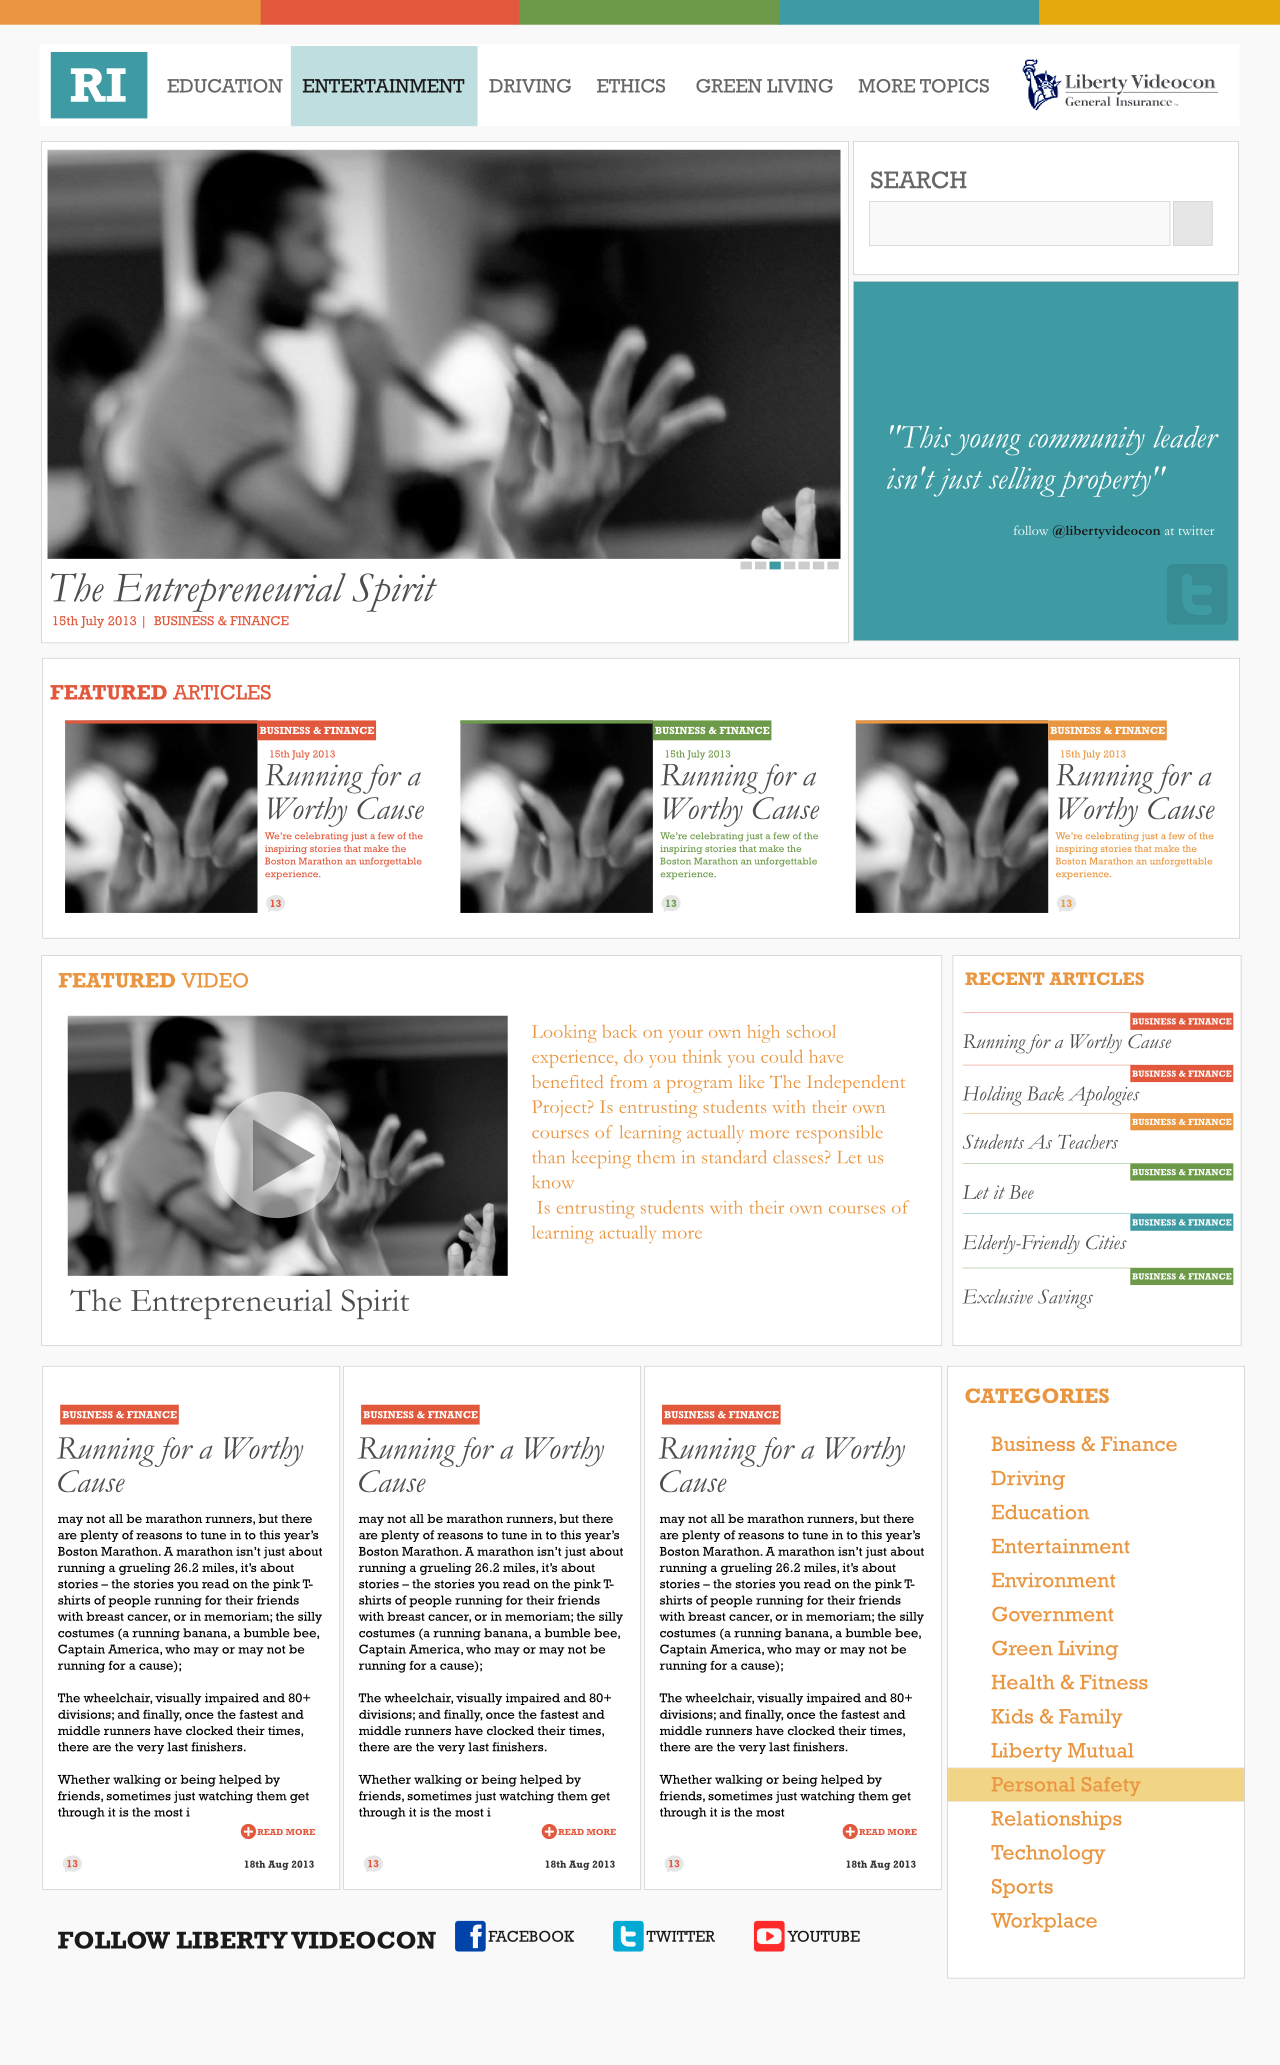 RI
EDUCATION
ENTERTAINMENT
DRIVING
ETHICS
GREEN LIVING
MORE TOPICS
Liberty Videocon
General Insurance
The Entrepreneurial Spirit
15th July 2013 | BUSINESS & FINANCE
SEARCH
"This young community leader
isn't just selling property"
follow @libertyvideocon at twitter
FEATURED ARTICLES
BUSINESS & FINANCE
15th July 2013
Running for a
Worthy Cause
We're celebrating just a few of the
inspiring stories that make the
Boston Marathon an unforgettable
experience.
13
BUSINESS & FINANCE
15th July 2013
Running for a
Worthy Cause
We're celebrating just a few of the
inspiring stories that make the
Boston Marathon an unforgettable
experience.
13
BUSINESS & FINANCE
15th July 2013
Running for a
Worthy Cause
We're celebrating just a few of the
inspiring stories that make the
Boston Marathon an unforgettable
experience.
13
FEATURED VIDEO
Looking back on your own high school
experience, do you think you could have
benefited from a program like The Independent
Project? Is entrusting students with their own
courses of learning actually more responsible
than keeping them in standard classes? Let us
know
Is entrusting students with their own courses of
learning actually more
The Entrepreneurial Spirit
RECENT ARTICLES
BUSINESS & FINANCE
Running for a Worthy Cause
BUSINESS & FINANCE
Holding Back Apologies
BUSINESS & FINANCE
Students As Teachers
BUSINESS & FINANCE
Let it Bee
BUSINESS & FINANCE
Elderly-Friendly Cities
BUSINESS & FINANCE
Exclusive Savings
BUSINESS & FINANCE
Running for a Worthy
Cause
may not all be marathon runners, but there
are plenty of reasons to tune in to this year's
Boston Marathon. A marathon isn't just about
running a grueling 26.2 miles, it's about
stories – the stories you read on the pink T-
shirts of people running for their friends
with breast cancer, or in memoriam; the silly
costumes (a running banana, a bumble bee,
Captain America, who may or may not be
running for a cause);
The wheelchair, visually impaired and 80+
divisions; and finally, once the fastest and
middle runners have clocked their times,
there are the very last finishers.
Whether walking or being helped by
friends, sometimes just watching them get
through it is the most i
READ MORE
13
18th Aug 2013
BUSINESS & FINANCE
Running for a Worthy
Cause
may not all be marathon runners, but there
are plenty of reasons to tune in to this year's
Boston Marathon. A marathon isn't just about
running a grueling 26.2 miles, it's about
stories – the stories you read on the pink T-
shirts of people running for their friends
with breast cancer, or in memoriam; the silly
costumes (a running banana, a bumble bee,
Captain America, who may or may not be
running for a cause);
The wheelchair, visually impaired and 80+
divisions; and finally, once the fastest and
middle runners have clocked their times,
there are the very last finishers.
Whether walking or being helped by
friends, sometimes just watching them get
through it is the most i
READ MORE
13
18th Aug 2013
BUSINESS & FINANCE
Running for a Worthy
Cause
may not all be marathon runners, but there
are plenty of reasons to tune in to this year's
Boston Marathon. A marathon isn't just about
running a grueling 26.2 miles, it's about
stories – the stories you read on the pink T-
shirts of people running for their friends
with breast cancer, or in memoriam; the silly
costumes (a running banana, a bumble bee,
Captain America, who may or may not be
running for a cause);
The wheelchair, visually impaired and 80+
divisions; and finally, once the fastest and
middle runners have clocked their times,
there are the very last finishers.
Whether walking or being helped by
friends, sometimes just watching them get
through it is the most
READ MORE
13
18th Aug 2013
CATEGORIES
Business & Finance
Driving
Education
Entertainment
Environment
Government
Green Living
Health & Fitness
Kids & Family
Liberty Mutual
Personal Safety
Relationships
Technology
Sports
Workplace
FOLLOW LIBERTY VIDEOCON
FACEBOOK
TWITTER
YOUTUBE